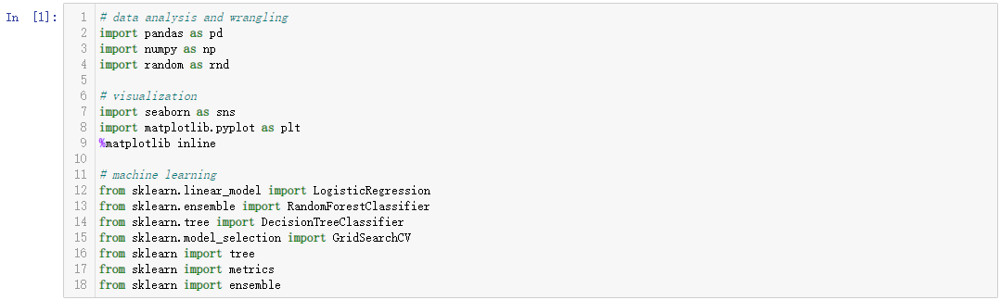 In [1]:
1 # data analysis and wrangling
2 import pandas as pd
3 import numpy as np
4 import random as rnd
5
6 # visualization
7 import seaborn as sns
8 import matplotlib.pyplot as plt
9 %matplotlib inline
10
11 # machine learning
12 from sklearn.linear_model import LogisticRegression
13 from sklearn.ensemble import RandomForestClassifier
14 from sklearn.tree import DecisionTreeClassifier
15 from sklearn.model_selection import GridSearchCV
16 from sklearn import tree
17 from sklearn import metrics
18 from sklearn import ensemble